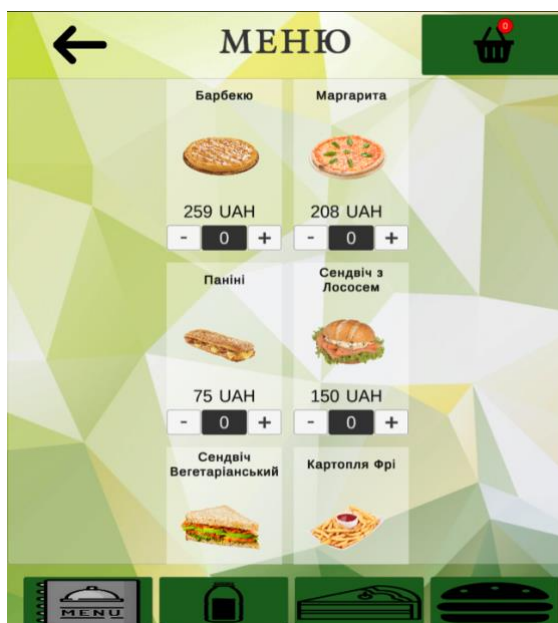 МЕНЮ
0
Барбекю
Маргарита
259 UAH
208 UAH
- 0 +
- 0 +
Паніні
Сендвіч з
Лососем
75 UAH
150 UAH
- 0 +
- 0 +
Сендвіч
Вегетаріанський
Картопля Фрі
MENU